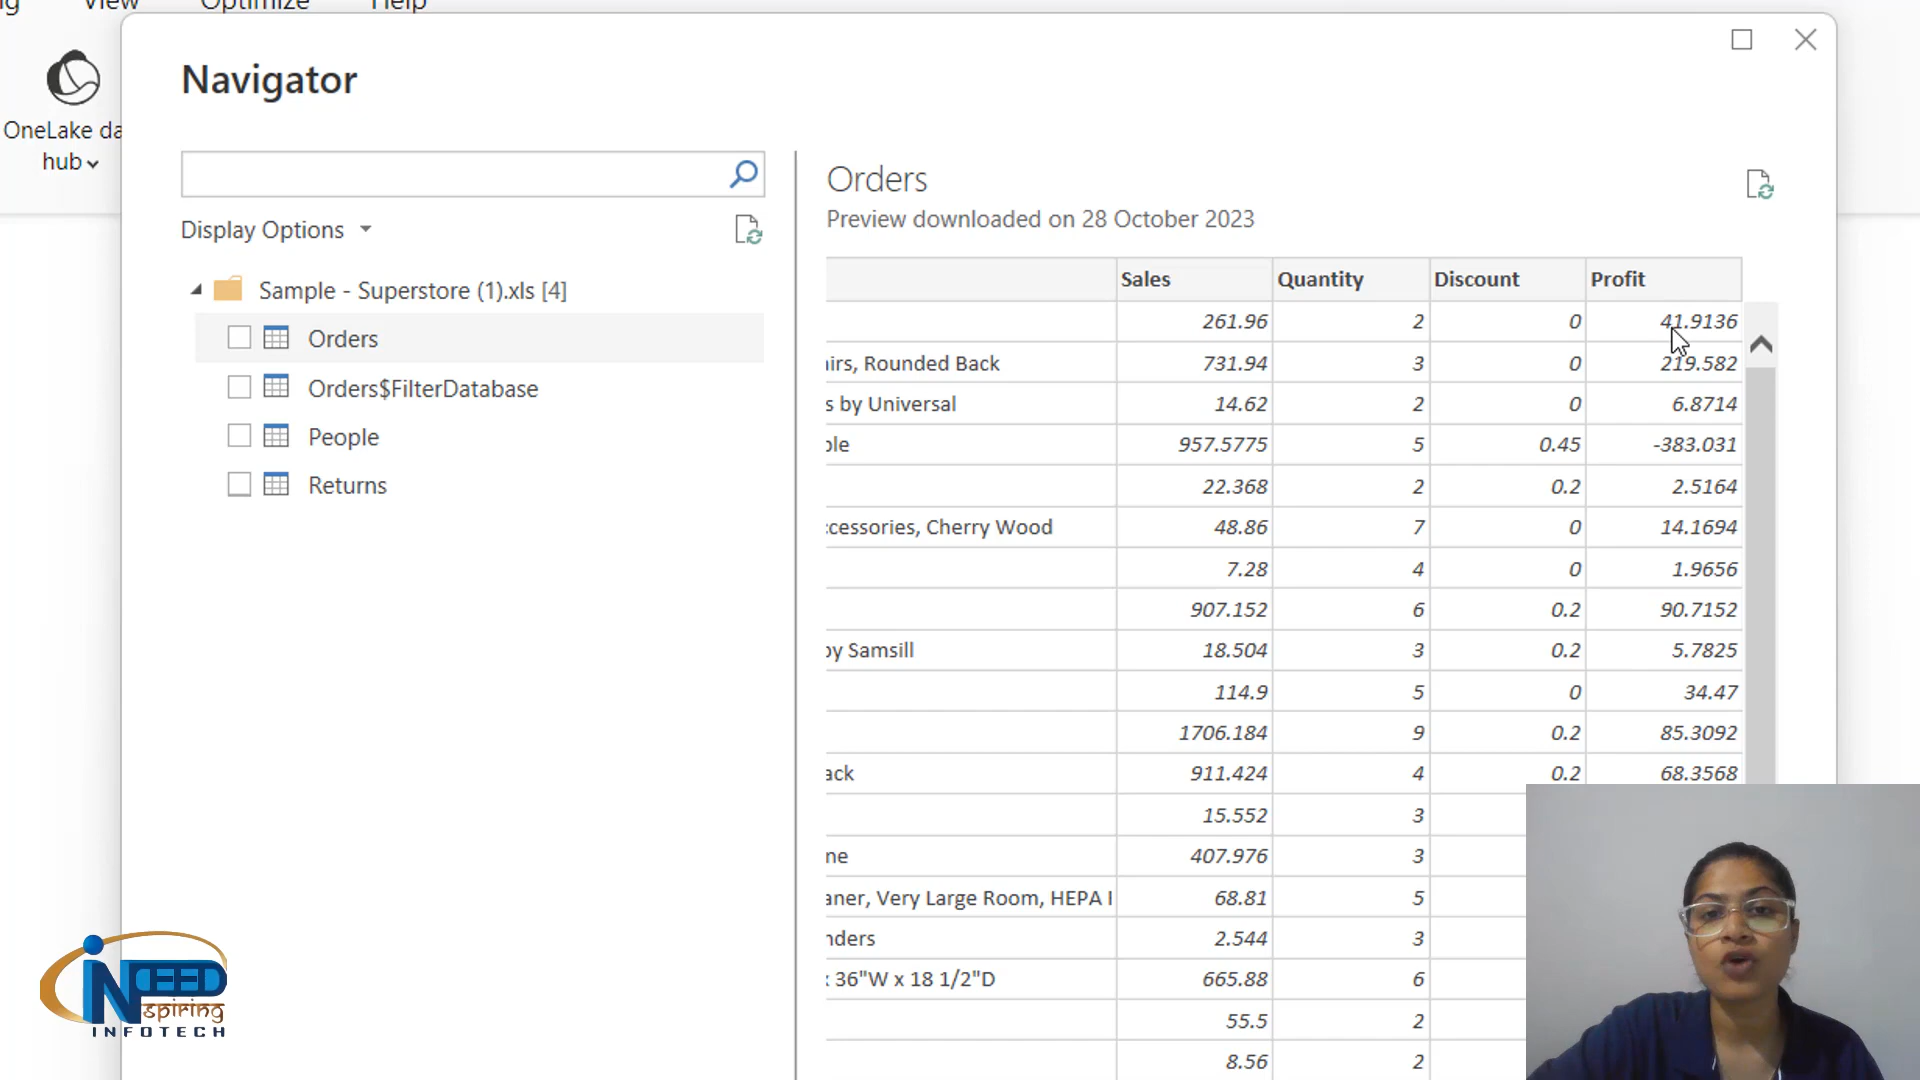 View Optimize Help
OneLake da
hub
Navigator
Display Options
Sample - Superstore (1).xls [4]
Orders
Orders$FilterDatabase
People
Returns
Orders
Preview downloaded on 28 October 2023
Sales Quantity Discount Profit
261.96 2 0 41.9136
airs, Rounded Back 731.94 3 0 219.582
s by Universal 14.62 2 0 6.8714
ble 957.5775 5 0.45 -383.031
22.368 2 0.2 2.5164
ccessories, Cherry Wood 48.86 7 0 14.1694
7.28 4 0 1.9656
907.152 6 0.2 90.7152
by Samsill 18.504 3 0.2 5.7825
114.9 5 0 34.47
1706.184 9 0.2 85.3092
ack 911.424 4 0.2 68.3568
15.552 3
ne 407.976 3
aner, Very Large Room, HEPA F 68.81 5
nders 2.544 3
x 36"W x 18 1/2"D 665.88 6
55.5 2
8.56 2
iNEED
Nspiring
INFOTECH